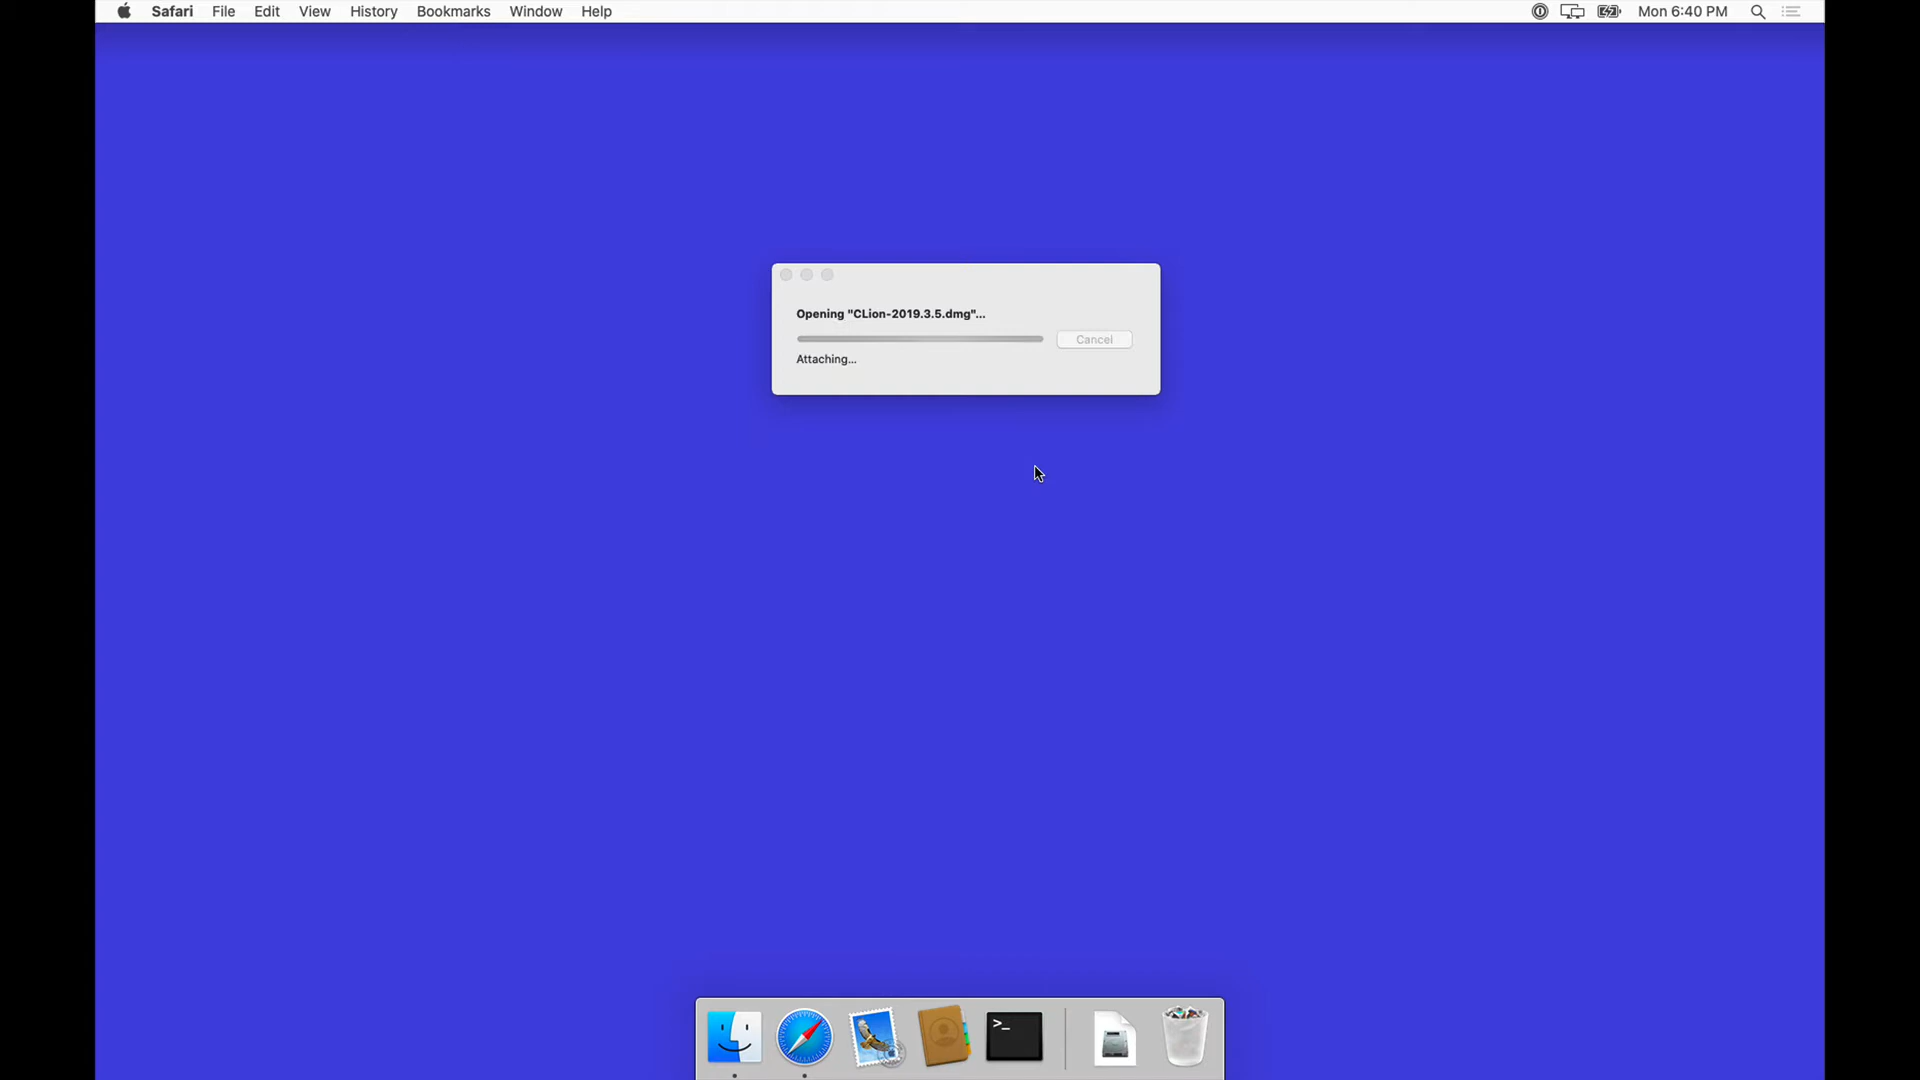 Safari File Edit View History Bookmarks Window Help Mon 6:40 PM
Opening "CLion-2019.3.5.dmg"...
Cancel
Attaching...
>_